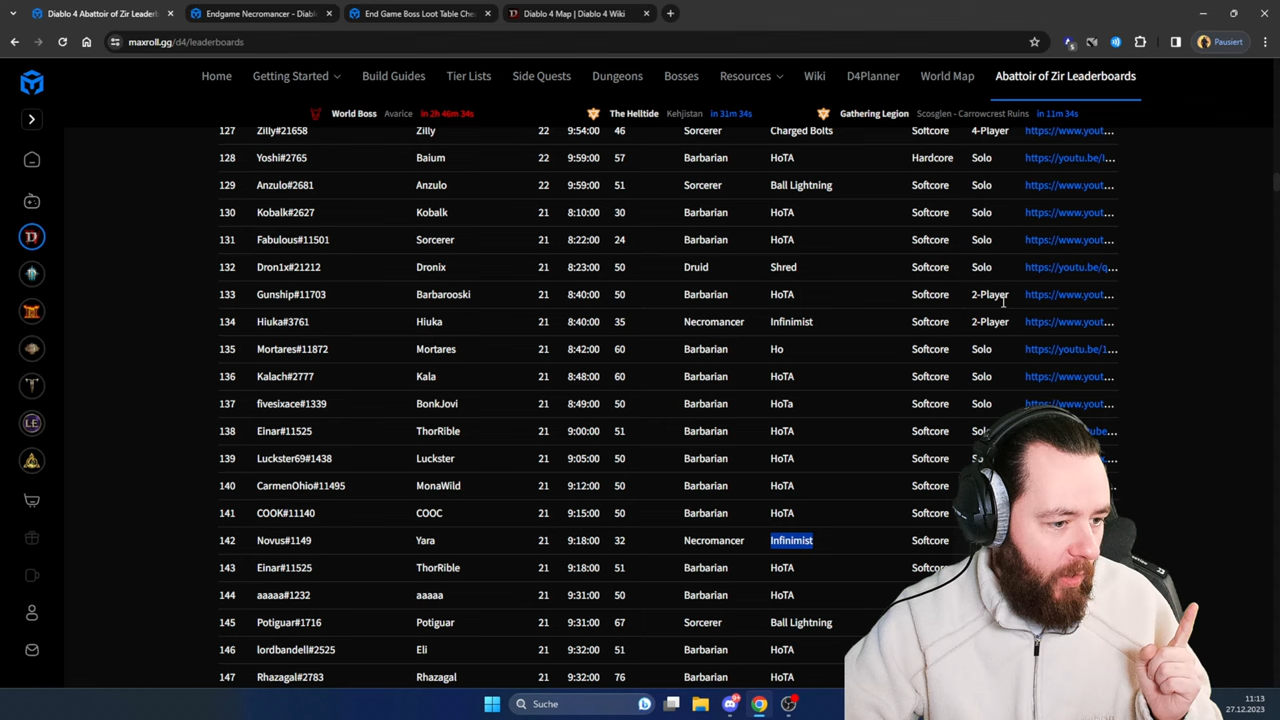 Diablo 4 Abattoir of Zir Leaderb
Endgame Necromancer - Diabl
End Game Boss Loot Table Che
Diablo 4 Map | Diablo 4 Wiki
maxroll.gg/d4/leaderboards
Pausiert
Home Getting Started Build Guides Tier Lists Side Quests Dungeons Bosses Resources Wiki D4Planner World Map Abattoir of Zir Leaderboards
World Boss Avarice in 2h 46m 34s The Helltide Kehjistan in 31m 34s Gathering Legion Scosglen - Carrowcrest Ruins in 11m 34s
127 Zilly#21658 Zilly 22 9:54:00 46 Sorcerer Charged Bolts Softcore 4-Player https://www.yout...
128 Yoshi#2765 Baium 22 9:59:00 57 Barbarian HoTA Hardcore Solo https://youtu.be/l...
129 Anzulo#2681 Anzulo 22 9:59:00 51 Sorcerer Ball Lightning Softcore Solo https://www.yout...
130 Kobalk#2627 Kobalk 21 8:10:00 30 Barbarian HoTA Softcore Solo https://www.yout...
131 Fabulous#11501 Sorcerer 21 8:22:00 24 Barbarian HoTA Softcore Solo https://www.yout...
132 Dron1x#21212 Dronix 21 8:23:00 50 Druid Shred Softcore Solo https://youtu.be/q...
133 Gunship#11703 Barbarooski 21 8:40:00 50 Barbarian HoTA Softcore 2-Player https://www.yout...
134 Hiuka#3761 Hiuka 21 8:40:00 35 Necromancer Infinimist Softcore 2-Player https://www.yout...
135 Mortares#11872 Mortares 21 8:42:00 60 Barbarian Ho Softcore Solo https://youtu.be/1...
136 Kalach#2777 Kala 21 8:48:00 60 Barbarian HoTA Softcore Solo https://www.yout...
137 fivesixace#1339 BonkJovi 21 8:49:00 50 Barbarian HoTa Softcore Solo https://www.yout...
138 Einar#11525 ThorRible 21 9:00:00 51 Barbarian HoTA Softcore Solo
139 Luckster69#1438 Luckster 21 9:05:00 50 Barbarian HoTA Softcore
140 CarmenOhio#11495 MonaWild 21 9:12:00 50 Barbarian HoTA Softcore
141 COOK#11140 COOC 21 9:15:00 50 Barbarian HoTA Softcore
142 Novus#1149 Yara 21 9:18:00 32 Necromancer Infinimist Softcore
143 Einar#11525 ThorRible 21 9:18:00 51 Barbarian HoTA Softcore
144 aaaaa#1232 aaaaa 21 9:31:00 50 Barbarian HoTA
145 Potiguar#1716 Potiguar 21 9:31:00 67 Sorcerer Ball Lightning
146 lordbandell#2525 Eli 21 9:32:00 51 Barbarian HoTA
147 Rhazagal#2783 Rhazagal 21 9:32:00 76 Barbarian HoTA
LE
Suche
11:13
27.12.2023